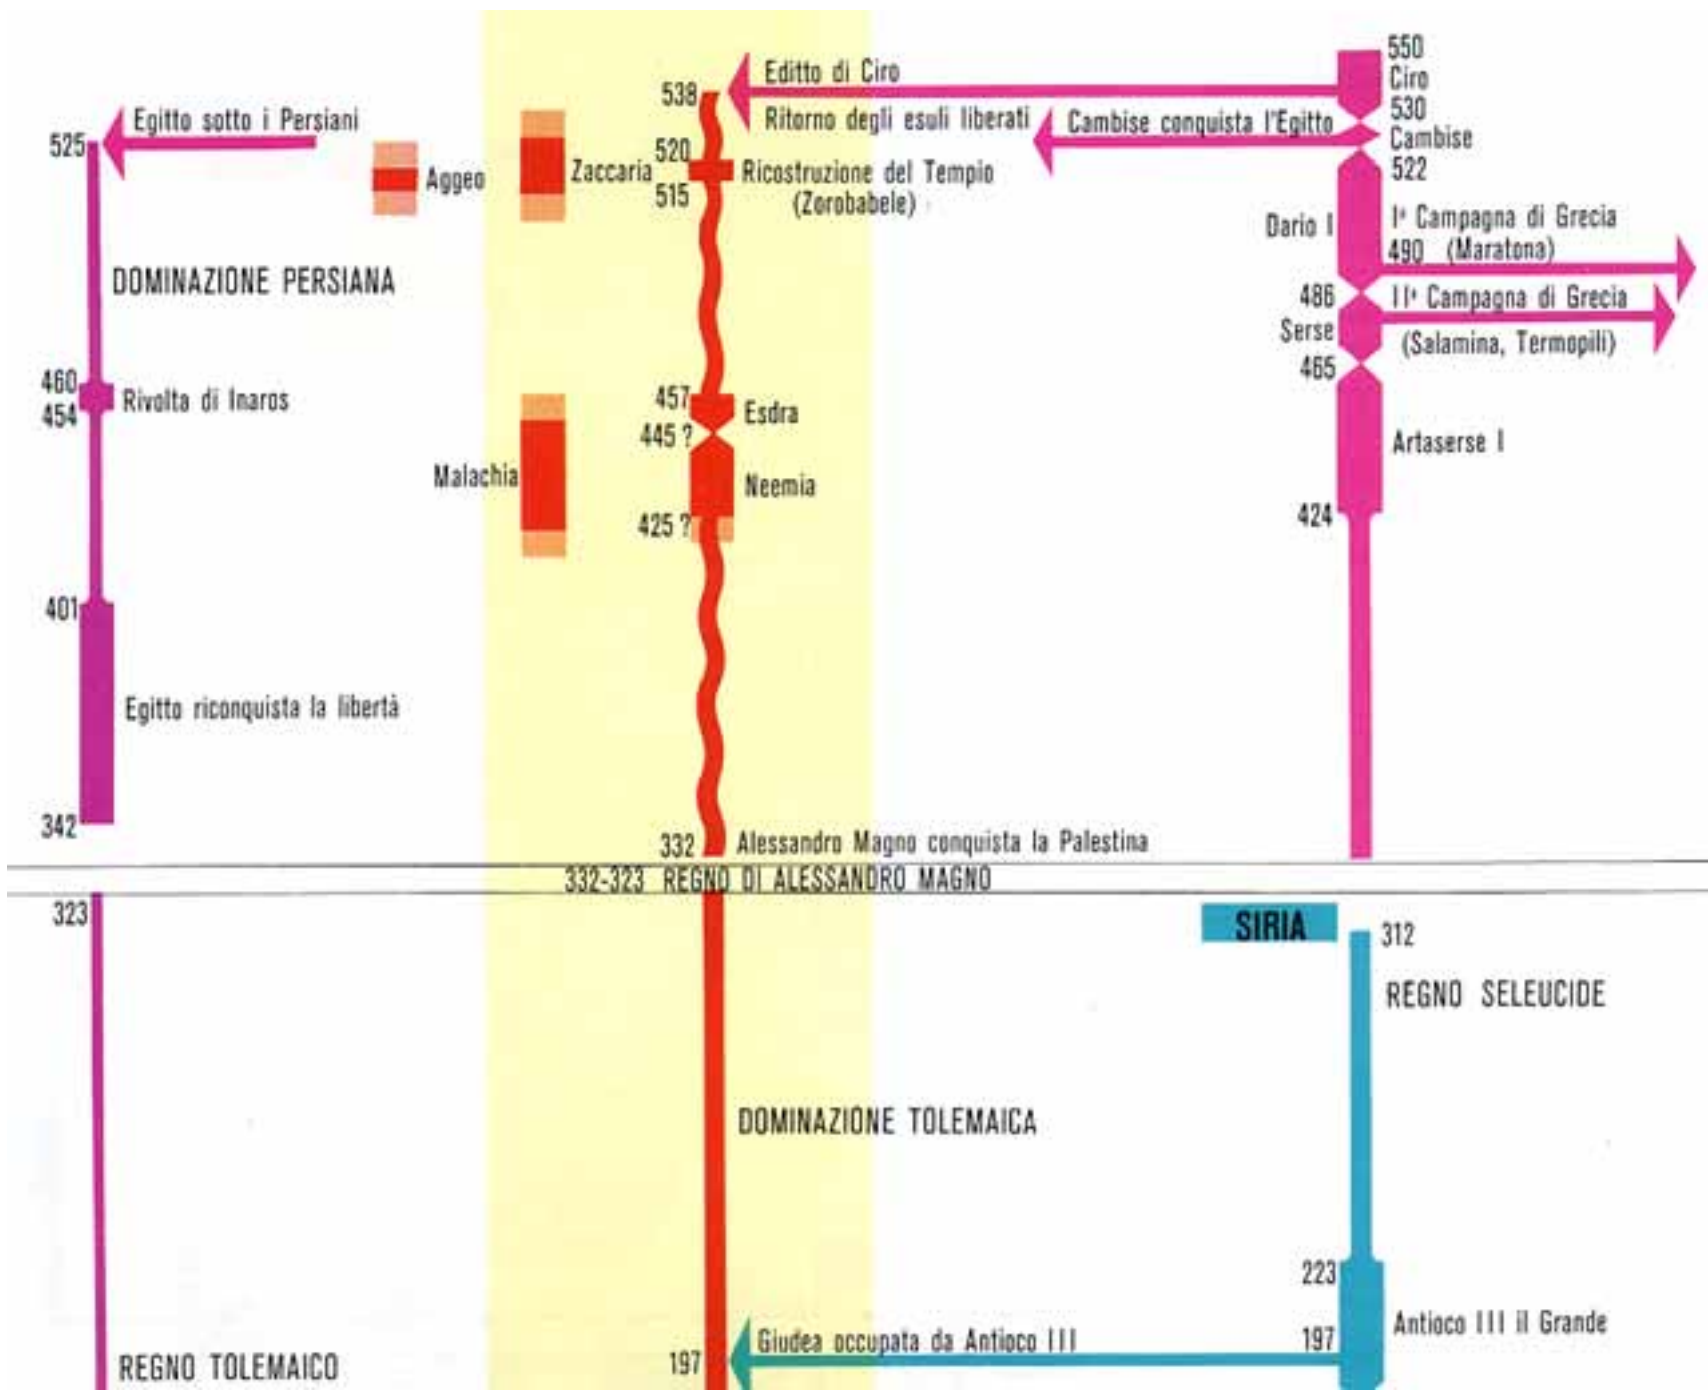 550
Ciro
Editto di Ciro
538
530
Egitto sotto i Persiani
Ritorno degli esuli liberati
Cambise conquista l'Egitto
Cambise
525
520
522
Aggeo
Zaccaria
Ricostruzione del Tempio
(Zorobabele)
515
Dario I
Iª Campagna di Grecia
490 (Maratona)
DOMINAZIONE PERSIANA
486
IIª Campagna di Grecia
Serse
(Salamina, Termopili)
465
460
Rivolta di Inaros
454
457
Esdra
445 ?
Artaserse I
Malachia
Neemia
425 ?
424
401
Egitto riconquista la libertà
342
332
Alessandro Magno conquista la Palestina
332-323 REGNO DI ALESSANDRO MAGNO
323
SIRIA
312
REGNO SELEUCIDE
DOMINAZIONE TOLEMAICA
223
Antioco III il Grande
197
Giudea occupata da Antioco III
197
REGNO TOLEMAICO